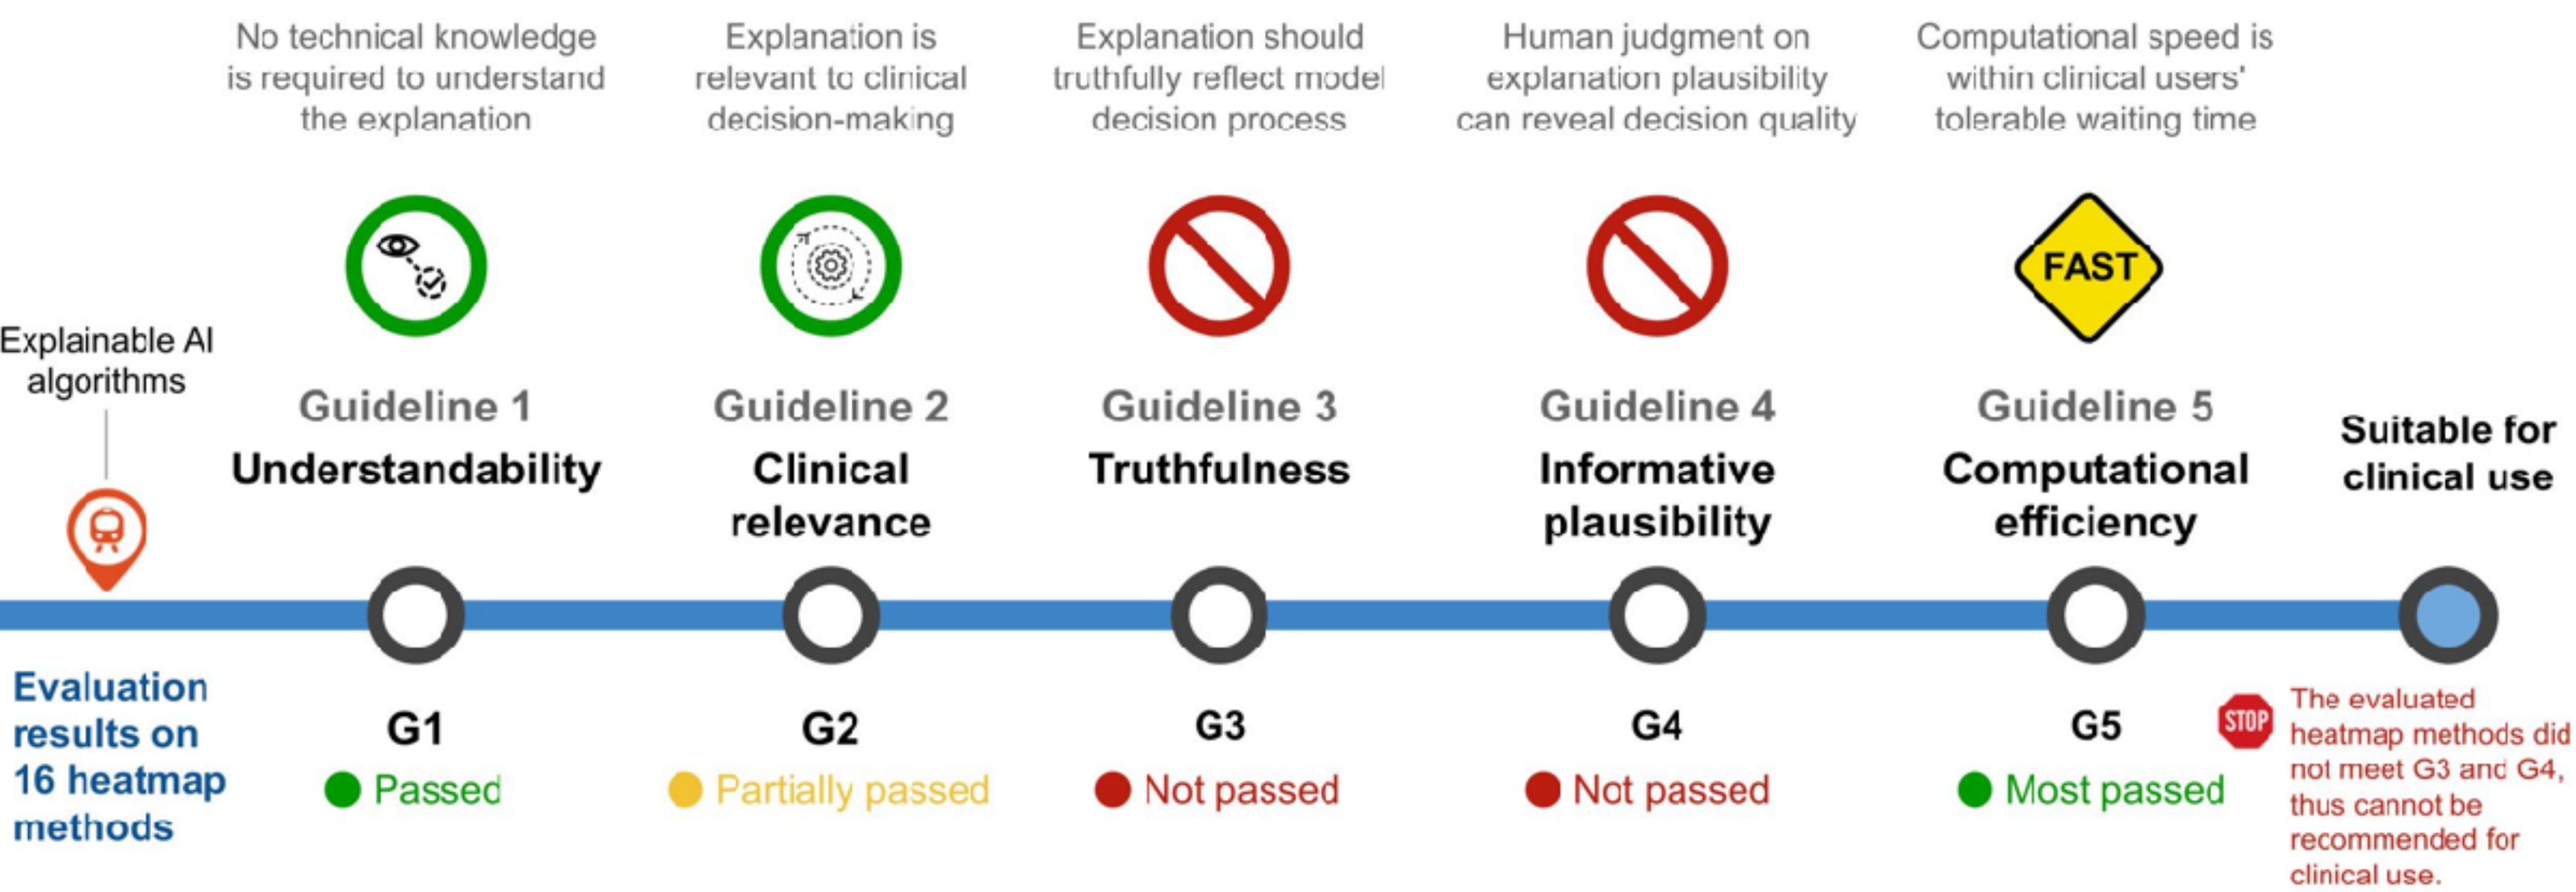 No technical knowledge
is required to understand
the explanation
Explanation is
relevant to clinical
decision-making
Explanation should
truthfully reflect model
decision process
Human judgment on
explanation plausibility
can reveal decision quality
Computational speed is
within clinical users'
tolerable waiting time
FAST
Explainable AI
algorithms
Guideline 1
Understandability
Guideline 2
Clinical
relevance
Guideline 3
Truthfulness
Guideline 4
Informative
plausibility
Guideline 5
Computational
efficiency
Suitable for
clinical use
Evaluation
results on
16 heatmap
methods
G1
Passed
G2
Partially passed
G3
Not passed
G4
Not passed
G5
Most passed
STOP
The evaluated
heatmap methods did
not meet G3 and G4,
thus cannot be
recommended for
clinical use.